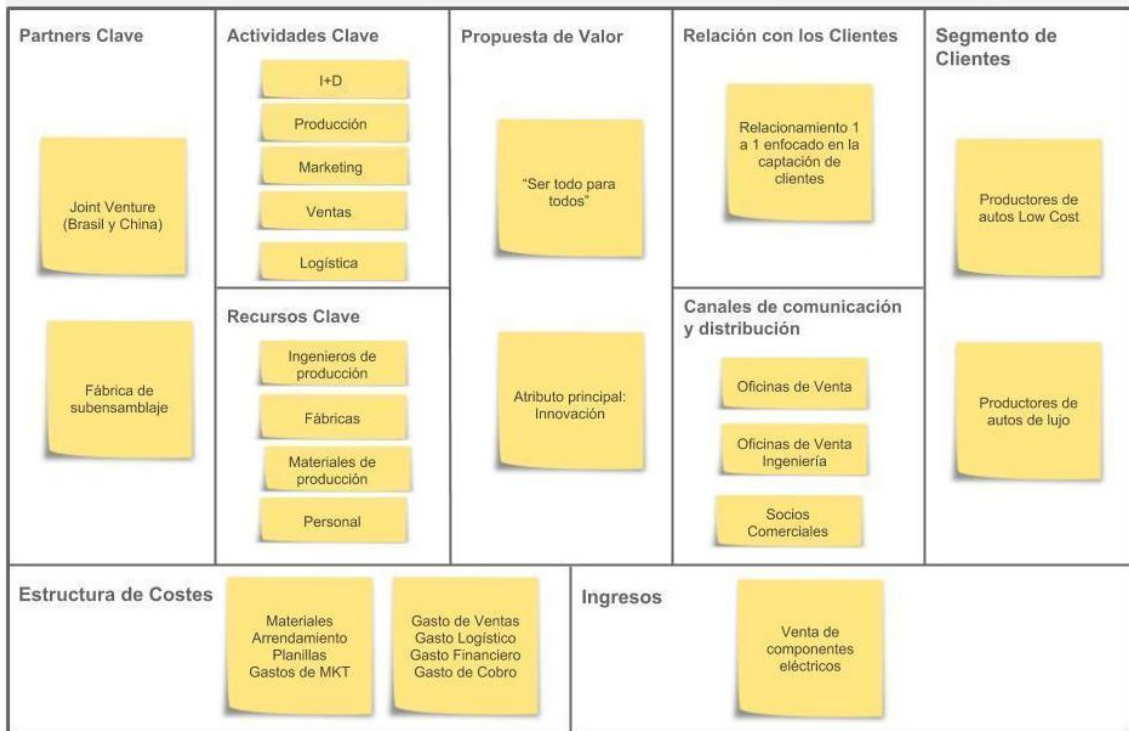 Partners Clave
Joint Venture
(Brasil y China)
Fábrica de
subensamblaje
Actividades Clave
I+D
Producción
Marketing
Ventas
Logística
Recursos Clave
Ingenieros de
producción
Fábricas
Materiales de
producción
Personal
Propuesta de Valor
“Ser todo para
todos”
Atributo principal:
Innovación
Relación con los Clientes
Relacionamiento 1
a 1 enfocado en la
captación de
clientes
Canales de comunicación
y distribución
Oficinas de Venta
Oficinas de Venta
Ingeniería
Socios
Comerciales
Segmento de
Clientes
Productores de
autos Low Cost
Productores de
autos de lujo
Estructura de Costes
Materiales
Arrendamiento
Planillas
Gastos de MKT
Gasto de Ventas
Gasto Logístico
Gasto Financiero
Gasto de Cobro
Ingresos
Venta de
componentes
eléctricos